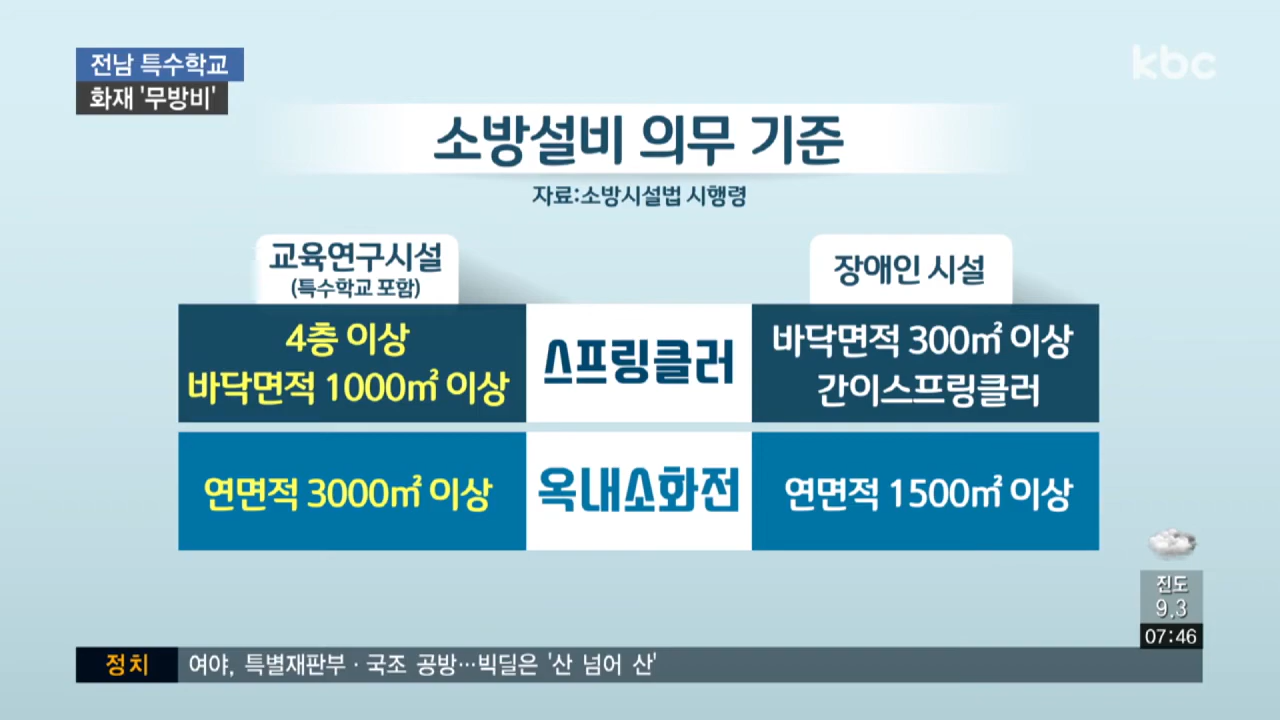 전남 특수학교
화재 '무방비'
kbc
소방설비 의무 기준
자료:소방시설법 시행령
교육연구시설
(특수학교 포함)
장애인 시설
4층 이상
바닥면적 1000㎡ 이상
스프링클러
바닥면적 300㎡ 이상
간이스프링클러
연면적 3000㎡ 이상
옥내소화전
연면적 1500㎡ 이상
진도
9.3
07:46
정치
여야, 특별재판부·국조 공방…빅딜은 '산 넘어 산'